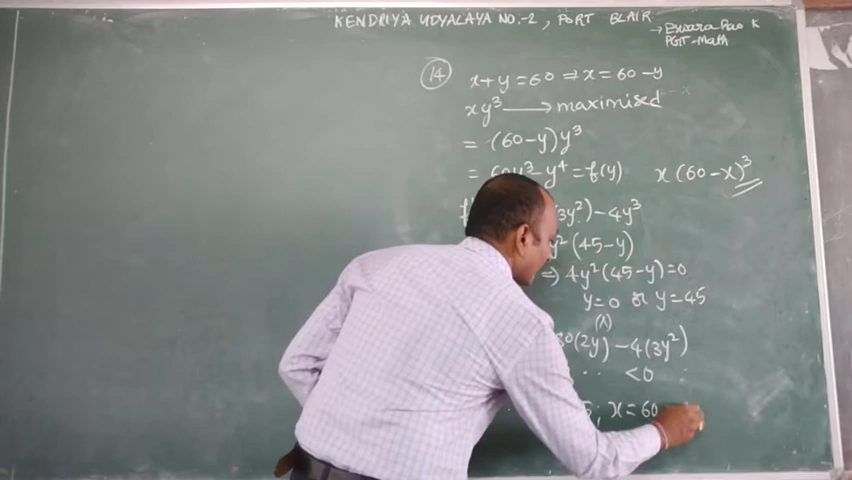 KENDRIYA VIDYALAYA NO.-2, PORT BLAIR
→ Eswara Rao K
PGT-Math
14 x+y=60 ⇒ x=60-y
xy³ → maximised
= (60-y)y³
= 60y³-y⁴ = f(y) x(60-x)³
3y²)-4y³
y²(45-y)
⇒ 4y²(45-y)=0
y=0 or y=45
(x)
(2y)-4(3y²)
<0
; x=60